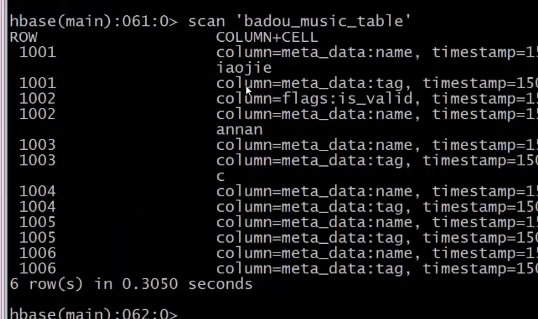 hbase(main):061:0> scan 'badou_music_table'
ROW COLUMN+CELL
1001 column=meta_data:name, timestamp=15
iaojie
1001 column=meta_data:tag, timestamp=150
1002 column=flags:is_valid, timestamp=1
1002 column=meta_data:name, timestamp=15
annan
1003 column=meta_data:name, timestamp=15
1003 column=meta_data:tag, timestamp=150
c
1004 column=meta_data:name, timestamp=15
1004 column=meta_data:tag, timestamp=150
1005 column=meta_data:name, timestamp=15
1005 column=meta_data:tag, timestamp=150
1006 column=meta_data:name, timestamp=15
1006 column=meta_data:tag, timestamp=150
6 row(s) in 0.3050 seconds
hbase(main):062:0>